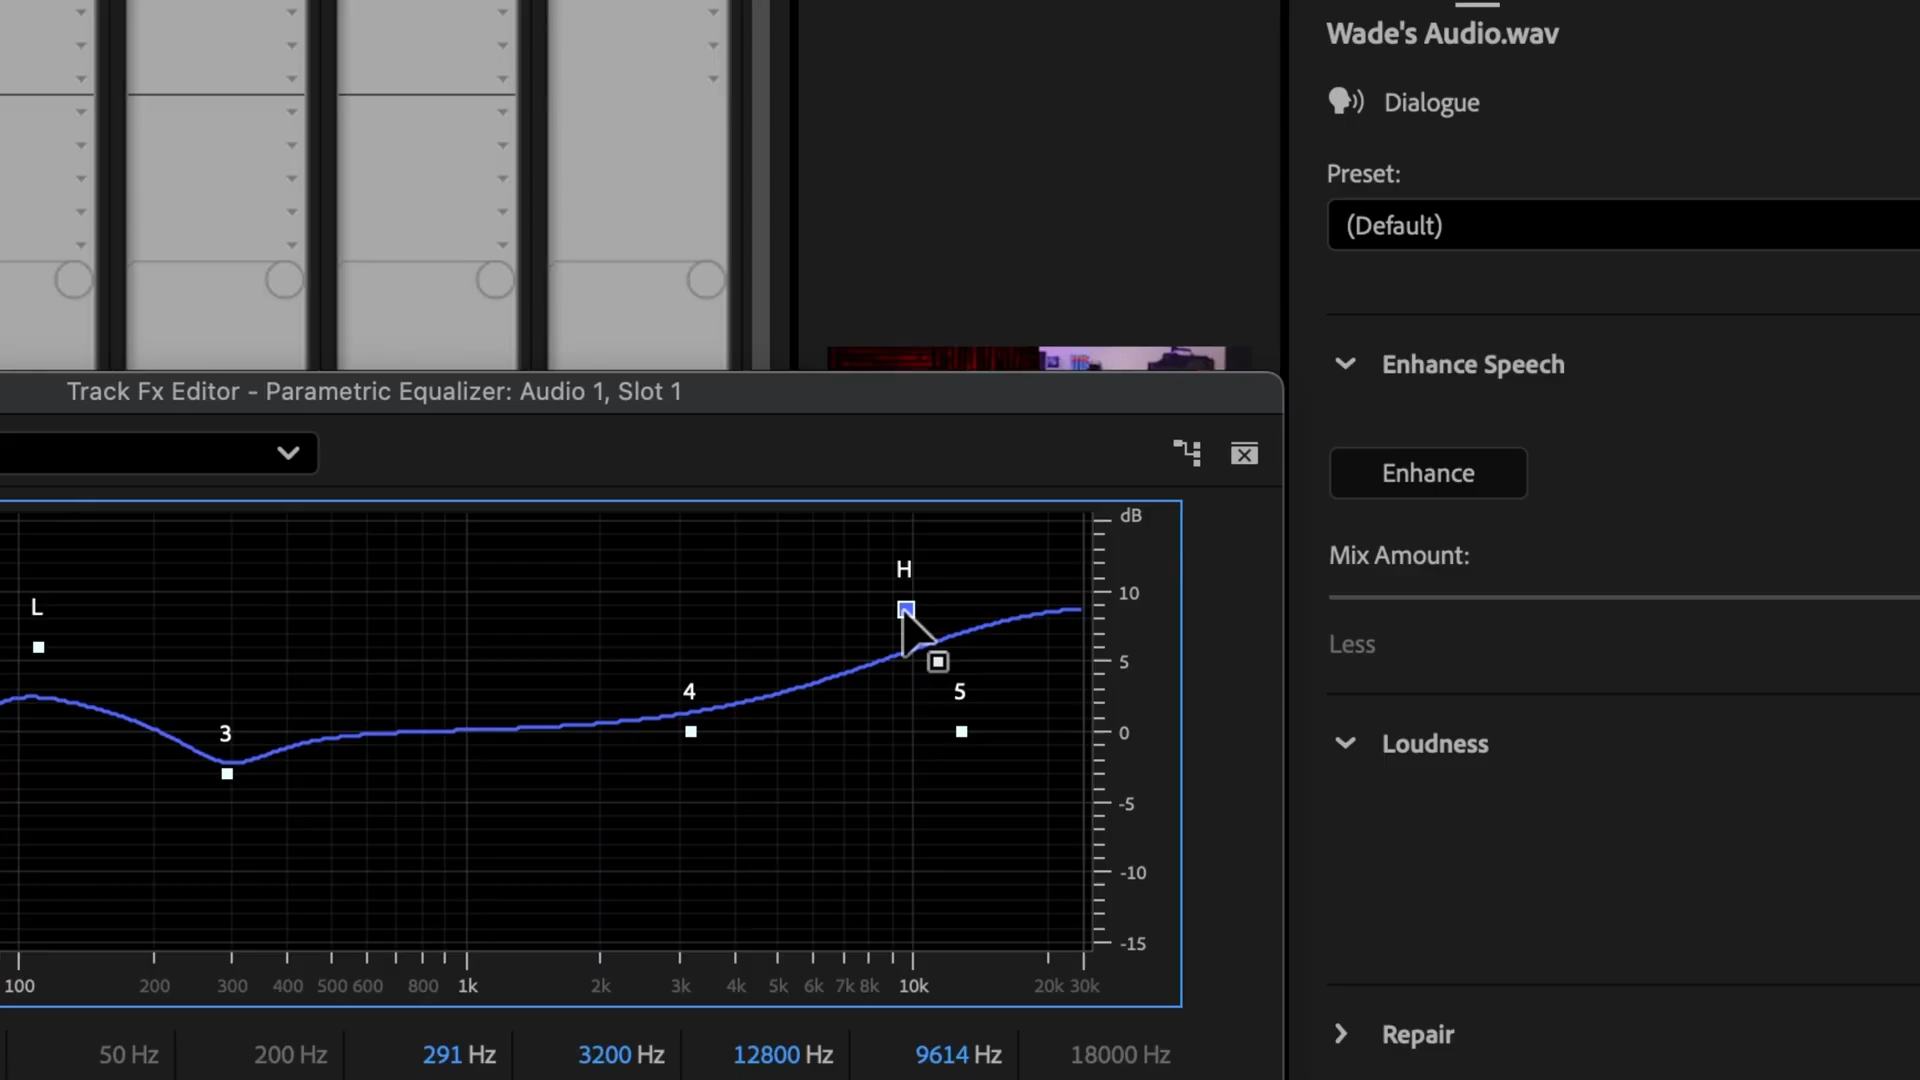 Wade's Audio.wav
Dialogue
Preset:
(Default)
Enhance Speech
Enhance
Mix Amount:
Less
Loudness
Repair
Track Fx Editor - Parametric Equalizer: Audio 1, Slot 1
dB
H
10
L
5
4
5
3
0
-5
-10
-15
100 200 300 400 500 600 800 1k 2k 3k 4k 5k 6k 7k 8k 10k 20k 30k
50 Hz 200 Hz 291 Hz 3200 Hz 12800 Hz 9614 Hz 18000 Hz